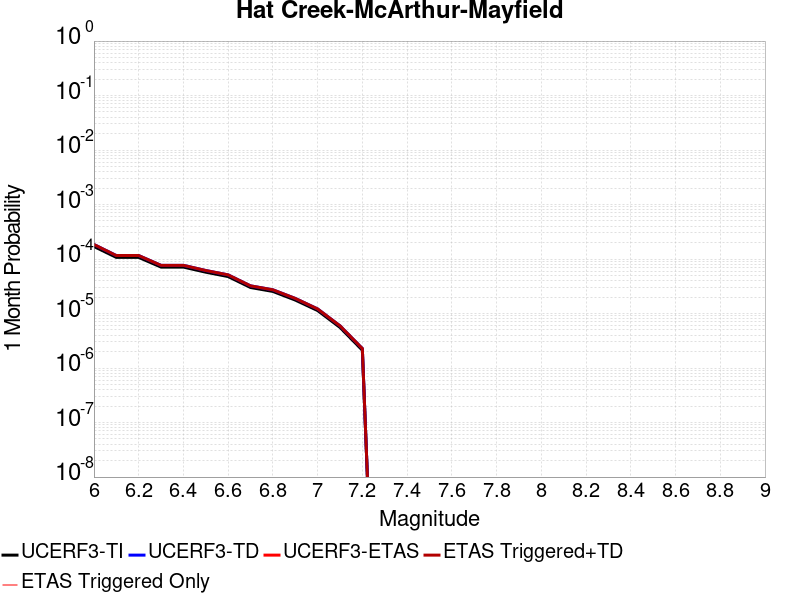 Hat Creek-McArthur-Mayfield
1 Month Probability
10^0
10^-1
10^-2
10^-3
10^-4
10^-5
10^-6
10^-7
10^-8
6 6.2 6.4 6.6 6.8 7 7.2 7.4 7.6 7.8 8 8.2 8.4 8.6 8.8 9
Magnitude
UCERF3-TI UCERF3-TD UCERF3-ETAS ETAS Triggered+TD
ETAS Triggered Only